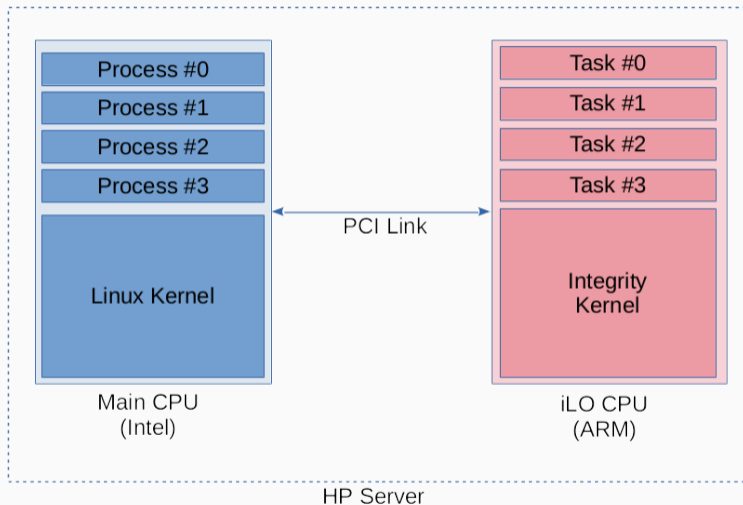 Process #0
Process #1
Process #2
Process #3
Linux Kernel
Main CPU
(Intel)
PCI Link
Task #0
Task #1
Task #2
Task #3
Integrity
Kernel
iLO CPU
(ARM)
HP Server